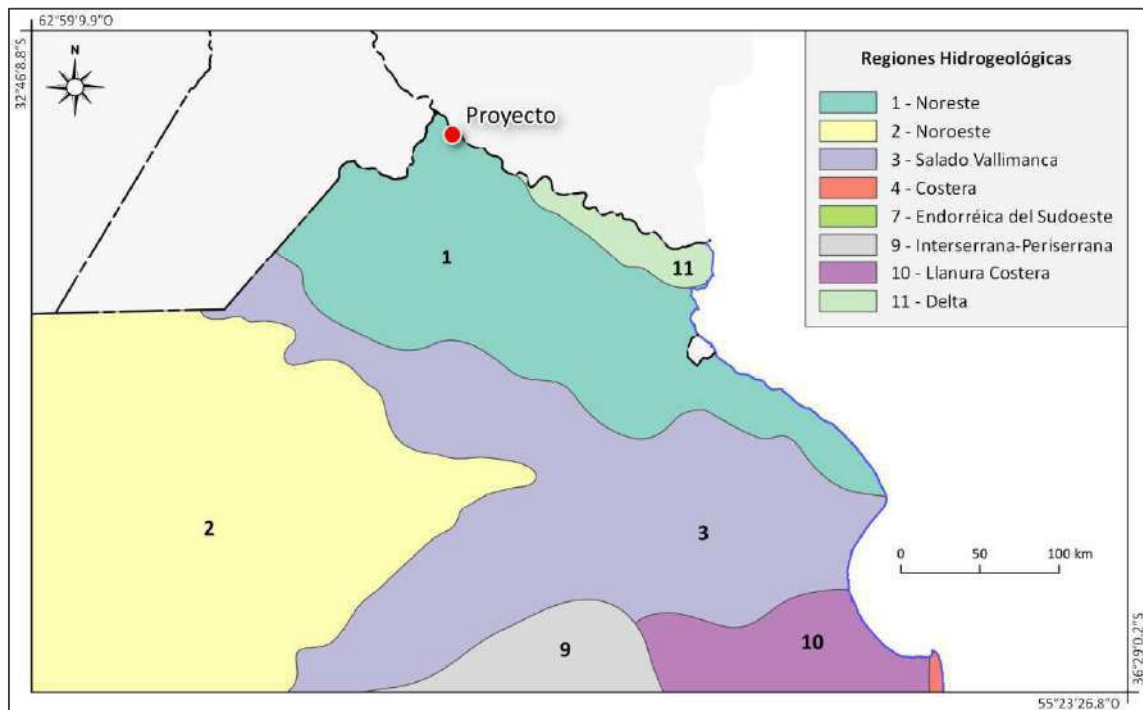 62°59'9.9"O
32°46'8.8"S
N
Proyecto
Regiones Hidrogeológicas
1 - Noreste
2 - Noroeste
3 - Salado Vallimanca
4 - Costera
7 - Endorréica del Sudoeste
9 - Interserrana-Periserrana
10 - Llanura Costera
11 - Delta
1
11
2
3
0 50 100 km
9
10
36°29'0.2"S
55°23'26.8"O